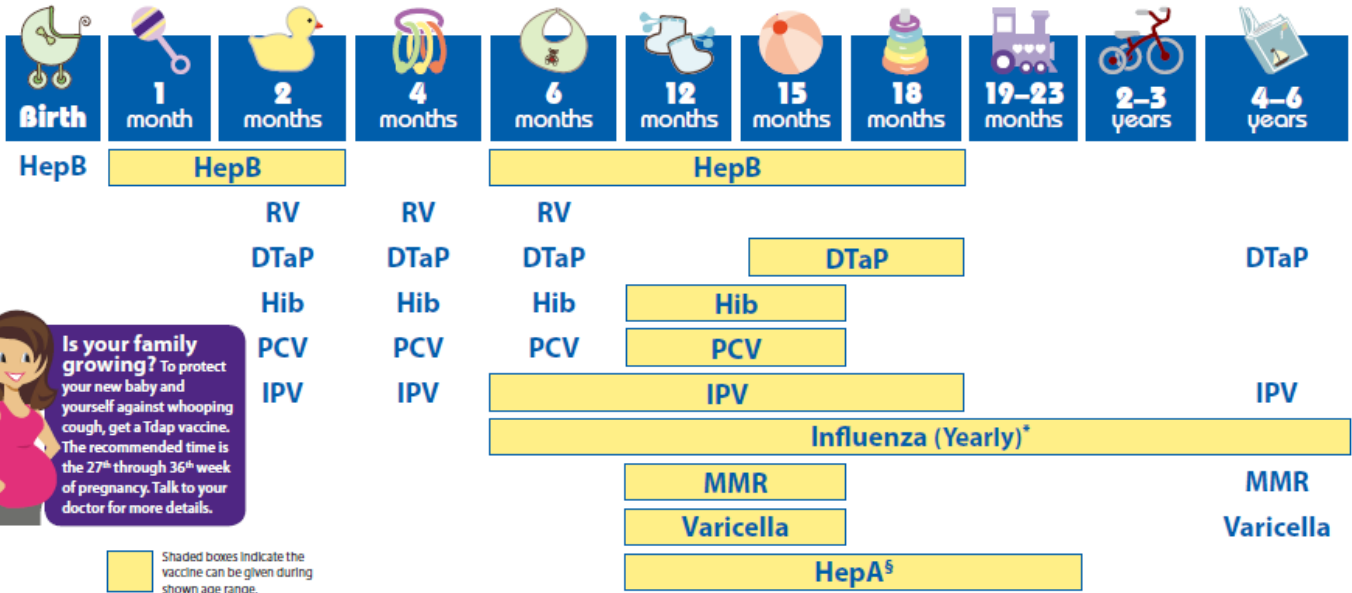 Birth
1
month
2
months
4
months
6
months
12
months
15
months
18
months
19–23
months
2–3
years
4–6
years
HepB HepB HepB
RV RV RV
DTaP DTaP DTaP DTaP DTaP
Hib Hib Hib Hib
PCV PCV PCV PCV
IPV IPV IPV IPV
Influenza (Yearly)*
MMR MMR
Varicella Varicella
HepA§
Is your family
growing? To protect
your new baby and
yourself against whooping
cough, get a Tdap vaccine.
The recommended time is
the 27th through 36th week
of pregnancy. Talk to your
doctor for more details.
Shaded boxes indicate the
vaccine can be given during
shown age range.